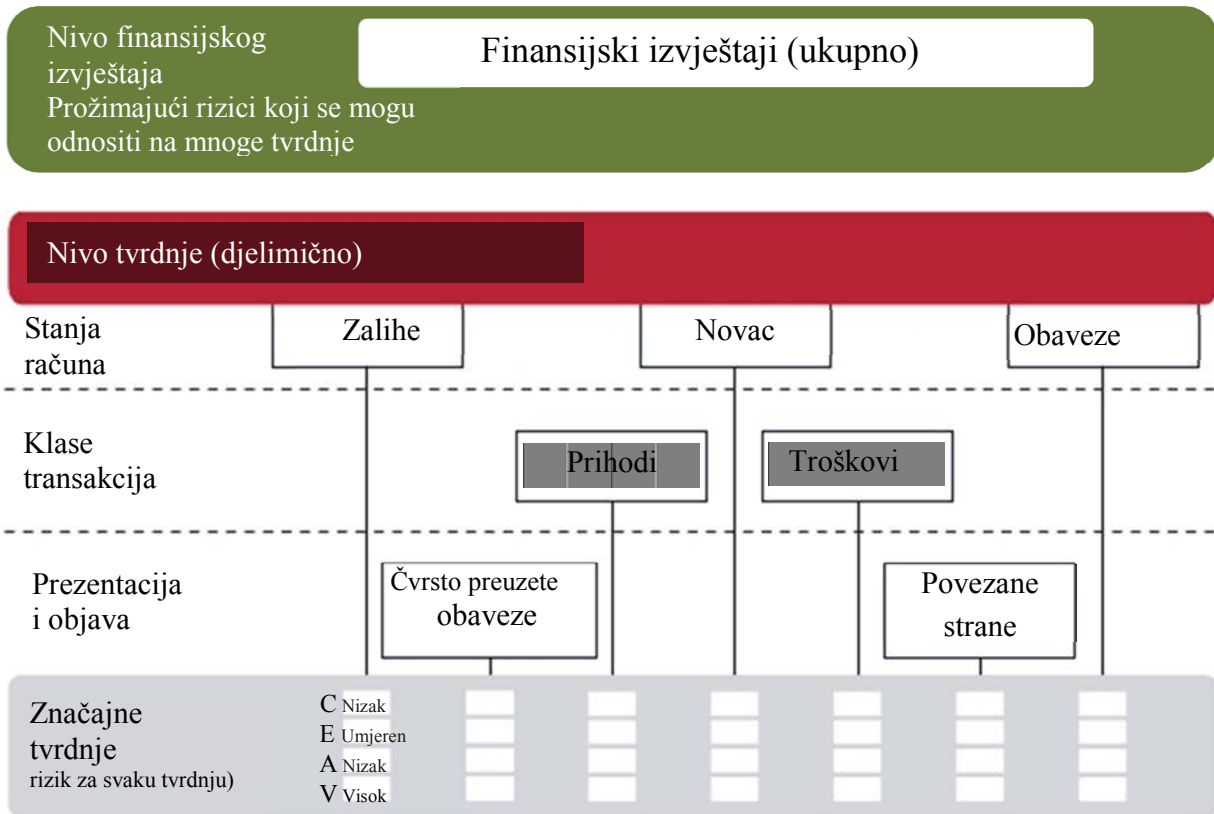 Nivo finansijskog
izvještaja
Prožimajući rizici koji se mogu
odnositi na mnoge tvrdnje
Finansijski izvještaji (ukupno)
Nivo tvrdnje (djelimično)
Stanja
računa
Zalihe
Novac
Obaveze
Klase
transakcija
Prihodi
Troškovi
Prezentacija
i objava
Čvrsto preuzete
obaveze
Povezane
strane
Značajne
tvrdnje
rizik za svaku tvrdnju)
C Nizak
E Umjeren
A Nizak
V Visok